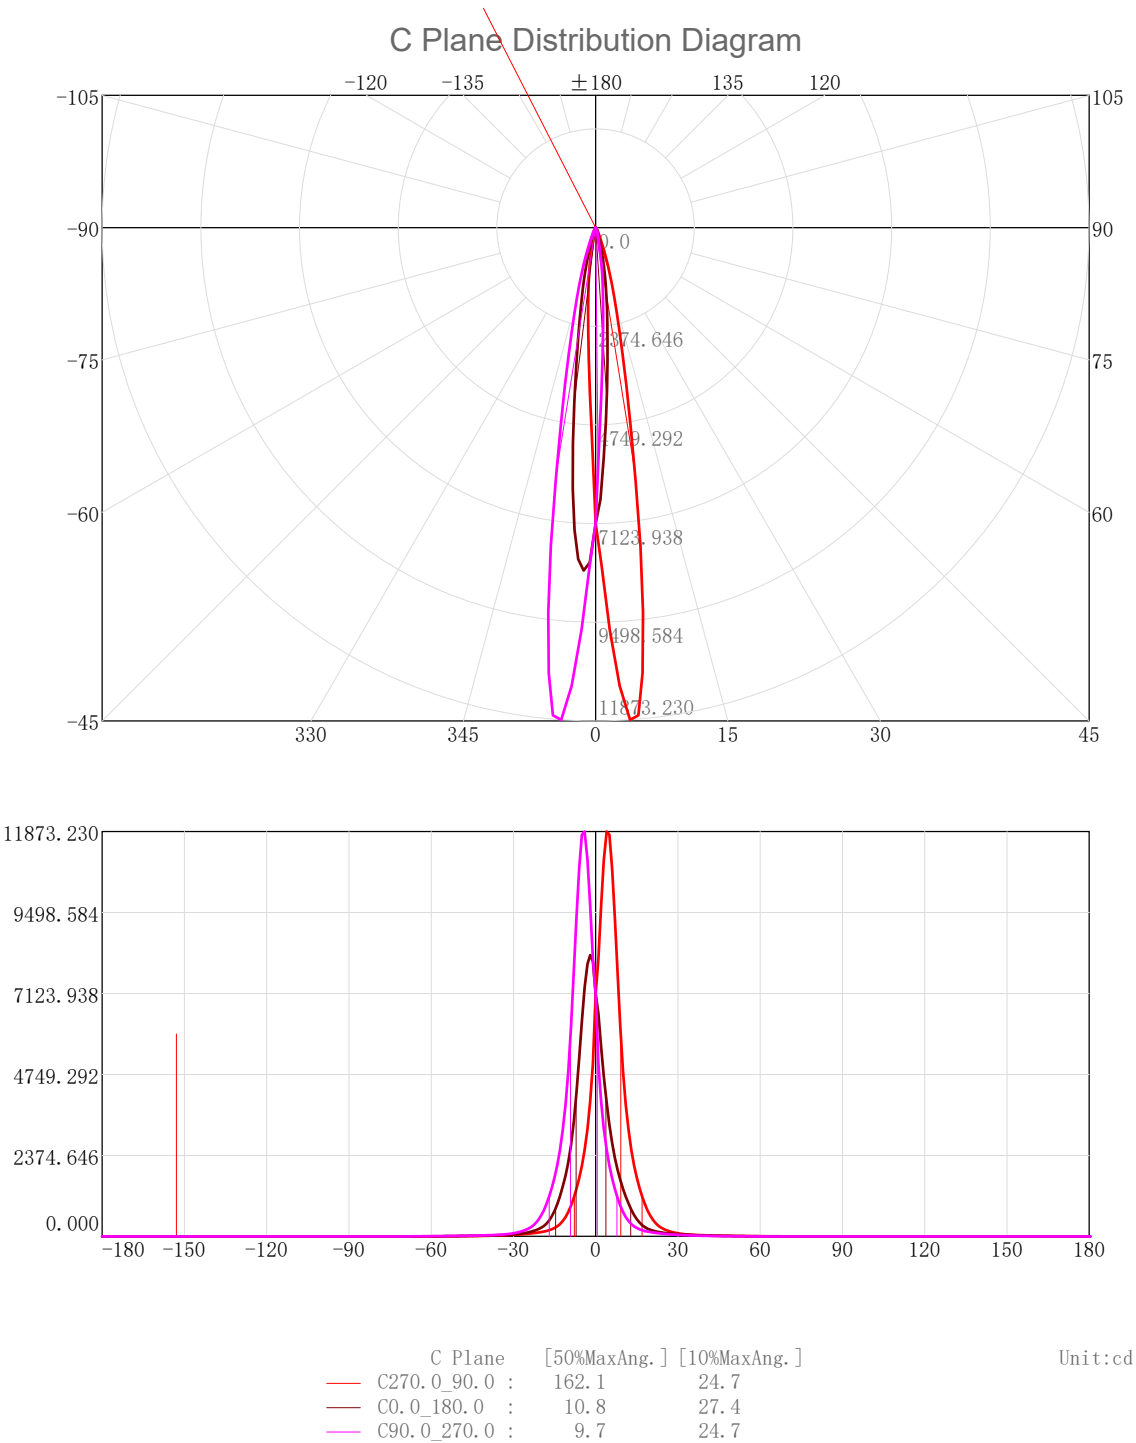 C Plane Distribution Diagram
-120 -135 ±180 135 120
-105 105
-90 90
0.0
2374.646
-75 75
4749.292
-60 60
7123.938
9498.584
11873.230
-45
330 345 0 15 30 45
11873.230
9498.584
7123.938
4749.292
2374.646
0.000
-180 -150 -120 -90 -60 -30 0 30 60 90 120 150 180
C Plane [50%MaxAng.] [10%MaxAng.] Unit:cd
C270.0_90.0 : 162.1 24.7
C0.0_180.0 : 10.8 27.4
C90.0_270.0 : 9.7 24.7